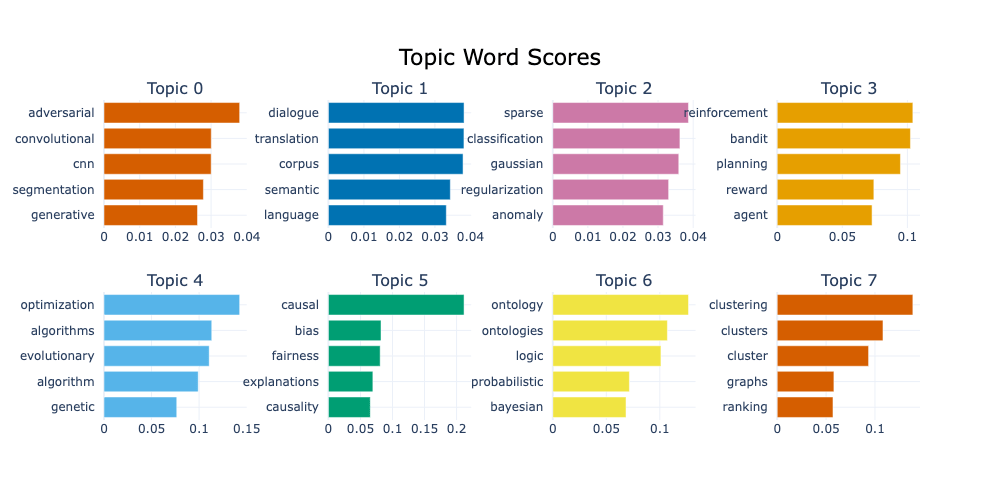 Topic Word Scores
Topic 0
adversarial
convolutional
cnn
segmentation
generative
0 0.01 0.02 0.03 0.04
Topic 1
dialogue
translation
corpus
semantic
language
0 0.01 0.02 0.03 0.04
Topic 2
sparse
classification
gaussian
regularization
anomaly
0 0.01 0.02 0.03 0.04
Topic 3
reinforcement
bandit
planning
reward
agent
0 0.05 0.1
Topic 4
optimization
algorithms
evolutionary
algorithm
genetic
0 0.05 0.1 0.15
Topic 5
causal
bias
fairness
explanations
causality
0 0.05 0.1 0.15 0.2
Topic 6
ontology
ontologies
logic
probabilistic
bayesian
0 0.05 0.1
Topic 7
clustering
clusters
cluster
graphs
ranking
0 0.05 0.1